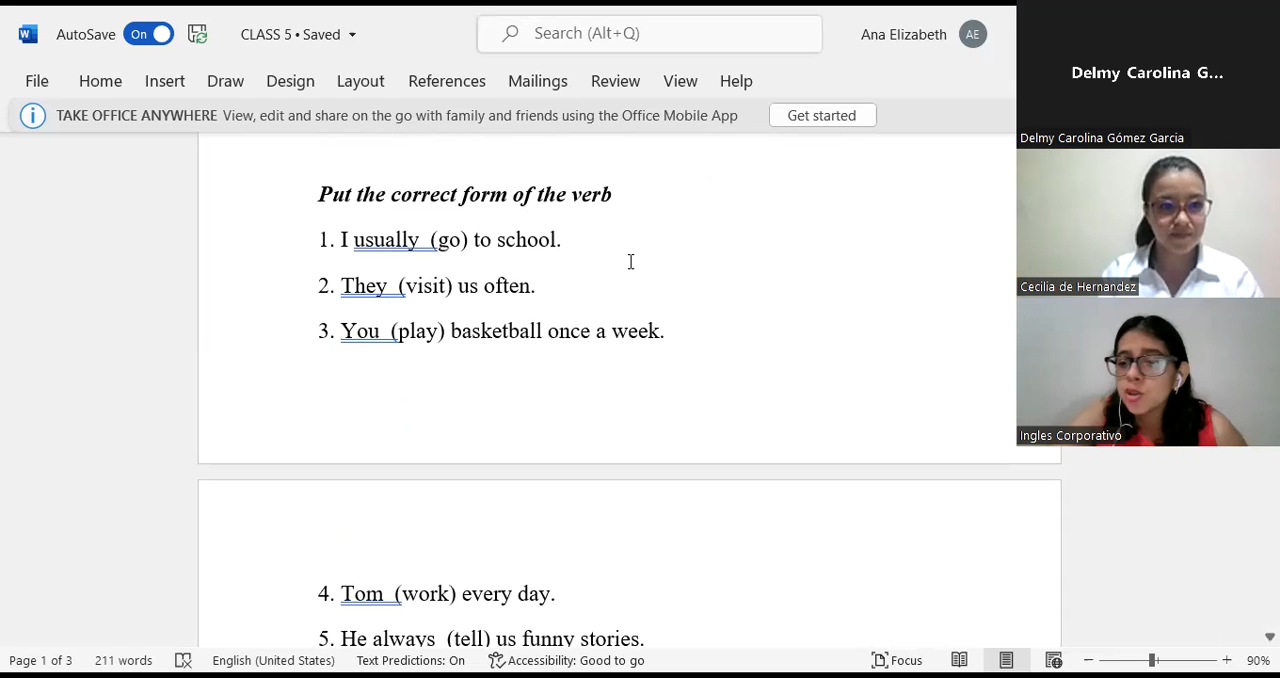 AutoSave On CLASS 5 • Saved Search (Alt+Q) Ana Elizabeth AE
File Home Insert Draw Design Layout References Mailings Review View Help
TAKE OFFICE ANYWHERE View, edit and share on the go with family and friends using the Office Mobile App Get started
Put the correct form of the verb
1. I usually (go) to school.
2. They (visit) us often.
3. You (play) basketball once a week.
4. Tom (work) every day.
5. He always (tell) us funny stories.
Page 1 of 3 211 words English (United States) Text Predictions: On Accessibility: Good to go Focus 90%
Delmy Carolina G...
Delmy Carolina Gómez Garcia
Cecilia de Hernandez
Ingles Corporativo